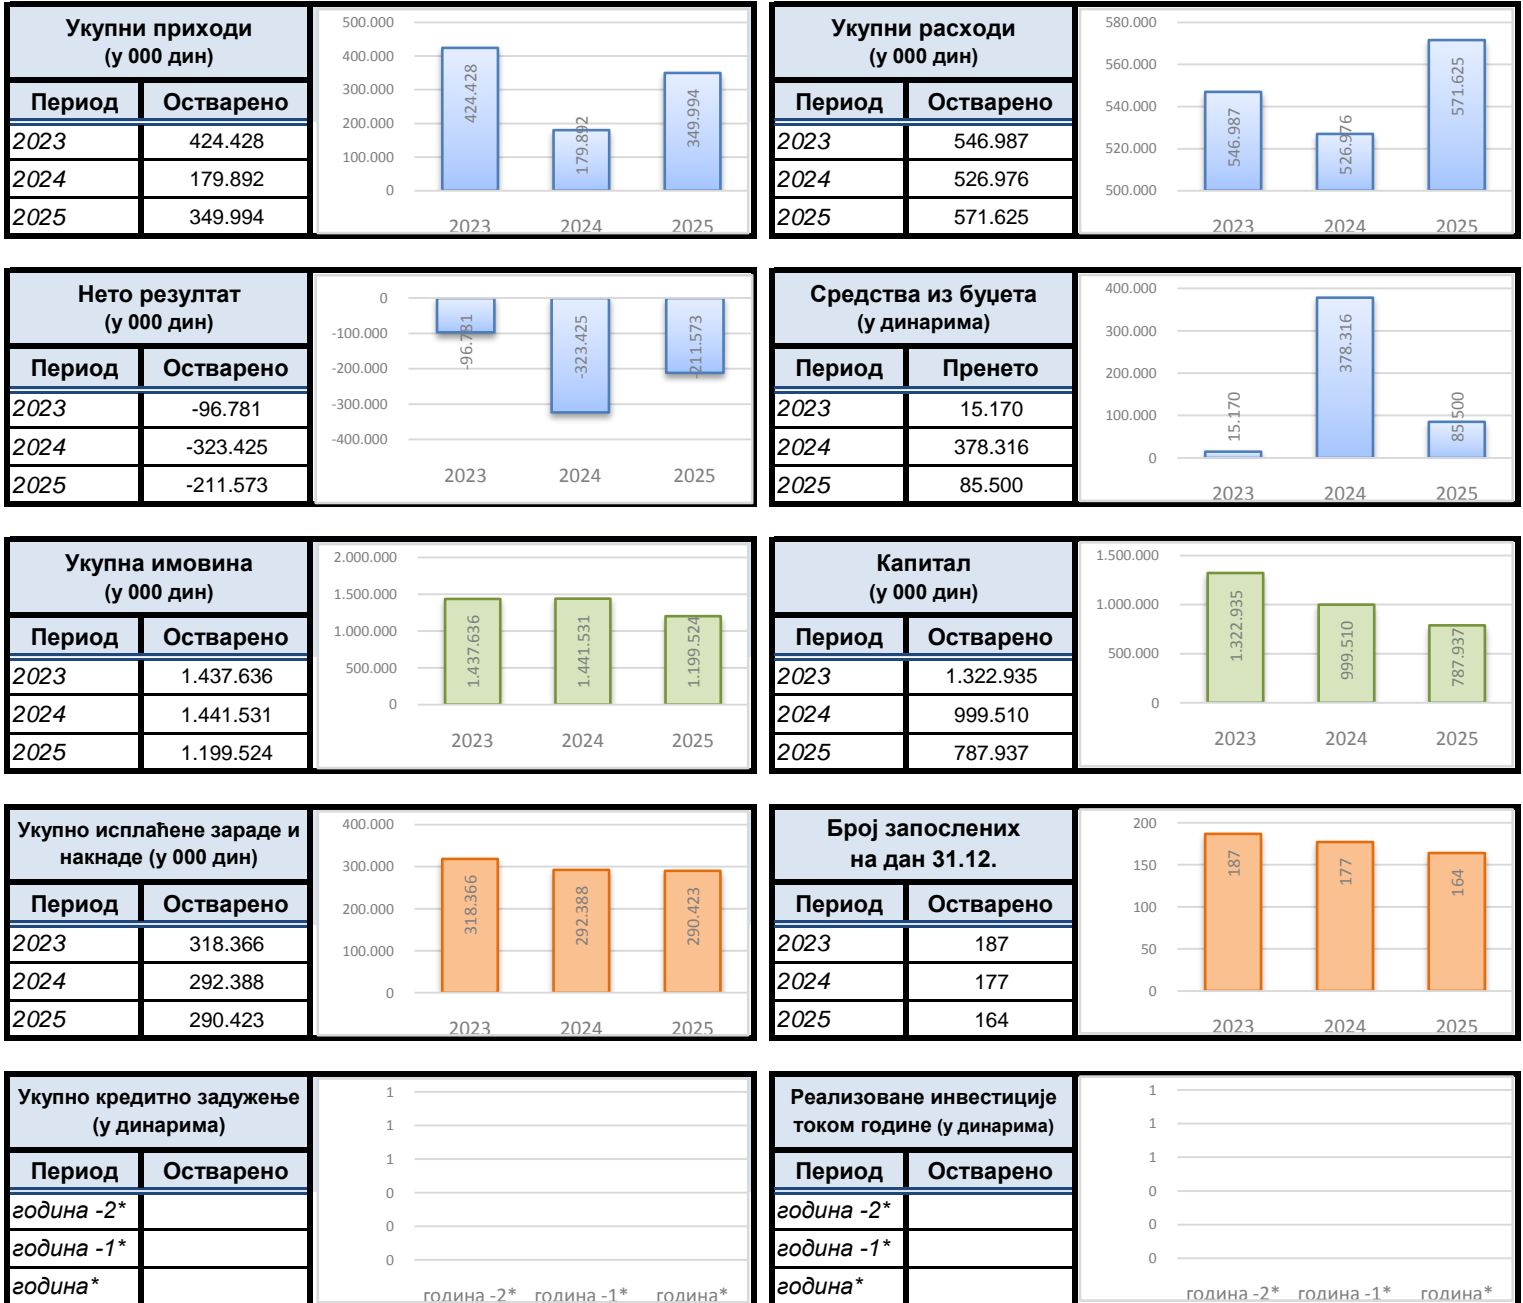 Укупни приходи
(у 000 дин)
Период Остварено
2023 424.428
2024 179.892
2025 349.994
500.000
400.000
300.000
200.000
100.000
0
424.428
179.892
349.994
2023 2024 2025
Укупни расходи
(у 000 дин)
Период Остварено
2023 546.987
2024 526.976
2025 571.625
580.000
560.000
540.000
520.000
500.000
546.987
526.976
571.625
2023 2024 2025
Нето резултат
(у 000 дин)
Период Остварено
2023 -96.781
2024 -323.425
2025 -211.573
0
-100.000
-200.000
-300.000
-400.000
-96.781
-323.425
-211.573
2023 2024 2025
Средства из буџета
(у динарима)
Период Пренето
2023 15.170
2024 378.316
2025 85.500
400.000
300.000
200.000
100.000
0
15.170
378.316
85.500
2023 2024 2025
Укупна имовина
(у 000 дин)
Период Остварено
2023 1.437.636
2024 1.441.531
2025 1.199.524
2.000.000
1.500.000
1.000.000
500.000
0
1.437.636
1.441.531
1.199.524
2023 2024 2025
Капитал
(у 000 дин)
Период Остварено
2023 1.322.935
2024 999.510
2025 787.937
1.500.000
1.000.000
500.000
0
1.322.935
999.510
787.937
2023 2024 2025
Укупно исплаћене зараде и
накнаде (у 000 дин)
Период Остварено
2023 318.366
2024 292.388
2025 290.423
400.000
300.000
200.000
100.000
0
318.366
292.388
290.423
2023 2024 2025
Број запослених
на дан 31.12.
Период Остварено
2023 187
2024 177
2025 164
200
150
100
50
0
187
177
164
2023 2024 2025
Укупно кредитно задужење
(у динарима)
Период Остварено
година -2*
година -1*
година*
1
1
1
0
0
0
година -2* година -1* година*
Реализоване инвестиције
током године (у динарима)
Период Остварено
година -2*
година -1*
година*
1
1
1
0
0
0
година -2* година -1* година*